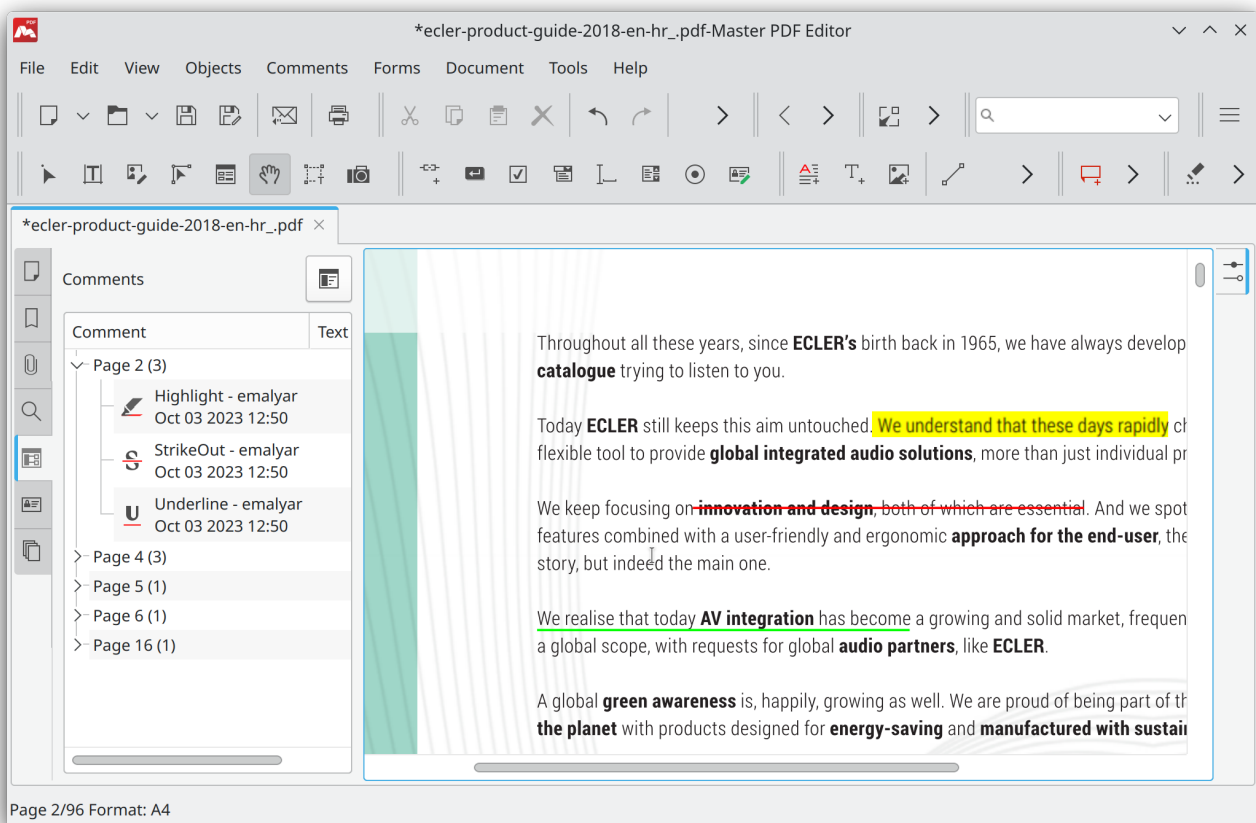 PDF
*ecler-product-guide-2018-en-hr_.pdf-Master PDF Editor
File Edit View Objects Comments Forms Document Tools Help
*ecler-product-guide-2018-en-hr_.pdf
Comments
Comment Text
Page 2 (3)
Highlight - emalyar
Oct 03 2023 12:50
StrikeOut - emalyar
Oct 03 2023 12:50
Underline - emalyar
Oct 03 2023 12:50
Page 4 (3)
Page 5 (1)
Page 6 (1)
Page 16 (1)
Throughout all these years, since ECLER's birth back in 1965, we have always develop
catalogue trying to listen to you.
Today ECLER still keeps this aim untouched. We understand that these days rapidly ch
flexible tool to provide global integrated audio solutions, more than just individual pr
We keep focusing on innovation and design, both of which are essential. And we spot
features combined with a user-friendly and ergonomic approach for the end-user, the
story, but indeed the main one.
We realise that today AV integration has become a growing and solid market, frequen
a global scope, with requests for global audio partners, like ECLER.
A global green awareness is, happily, growing as well. We are proud of being part of th
the planet with products designed for energy-saving and manufactured with sustain
Page 2/96 Format: A4